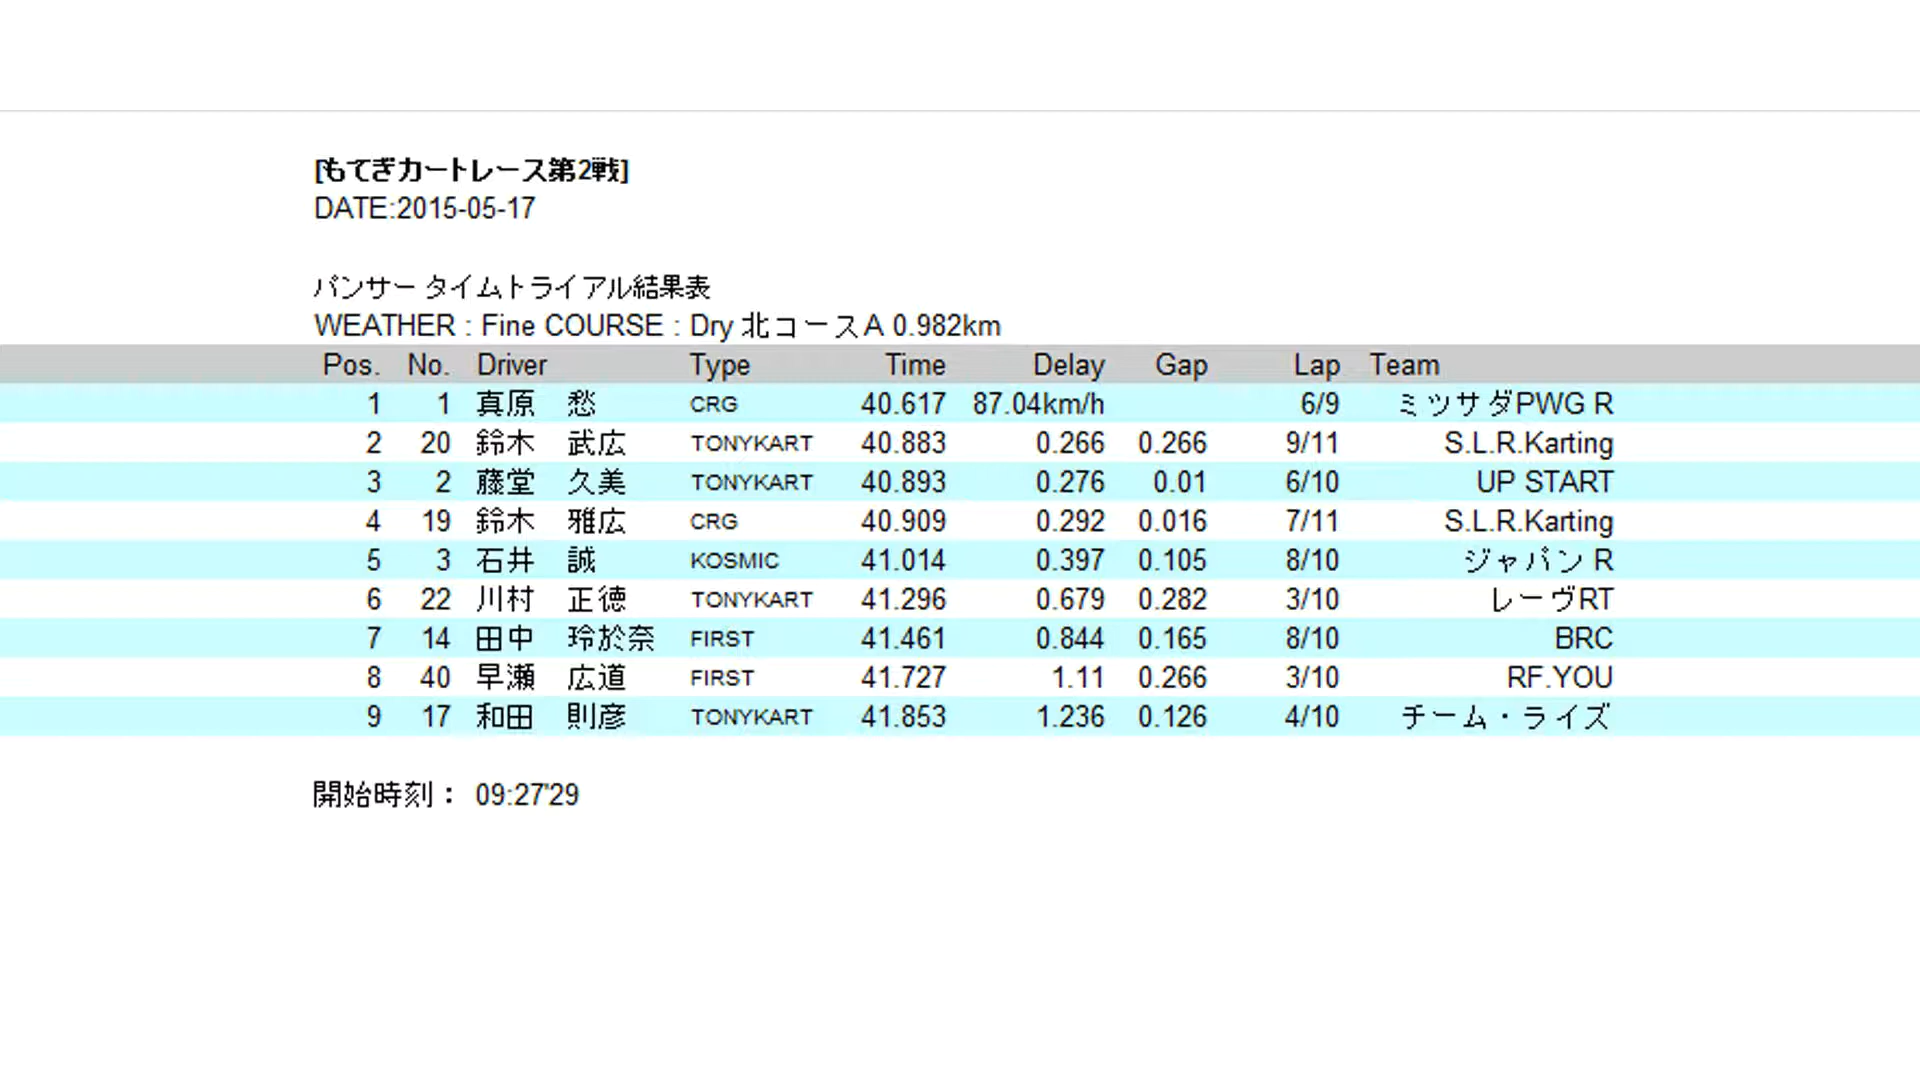 [もてぎカートレース第2戦]
DATE:2015-05-17
パンサー タイムトライアル結果表
WEATHER : Fine COURSE : Dry 北コースA 0.982km
Pos. No. Driver Type Time Delay Gap Lap Team
1 1 真原 愁 CRG 40.617 87.04km/h 6/9 ミツサダPWG R
2 20 鈴木 武広 TONYKART 40.883 0.266 0.266 9/11 S.L.R.Karting
3 2 藤堂 久美 TONYKART 40.893 0.276 0.01 6/10 UP START
4 19 鈴木 雅広 CRG 40.909 0.292 0.016 7/11 S.L.R.Karting
5 3 石井 誠 KOSMIC 41.014 0.397 0.105 8/10 ジャパン R
6 22 川村 正徳 TONYKART 41.296 0.679 0.282 3/10 レーヴRT
7 14 田中 玲於奈 FIRST 41.461 0.844 0.165 8/10 BRC
8 40 早瀬 広道 FIRST 41.727 1.11 0.266 3/10 RF.YOU
9 17 和田 則彦 TONYKART 41.853 1.236 0.126 4/10 チーム・ライズ
開始時刻： 09:27'29